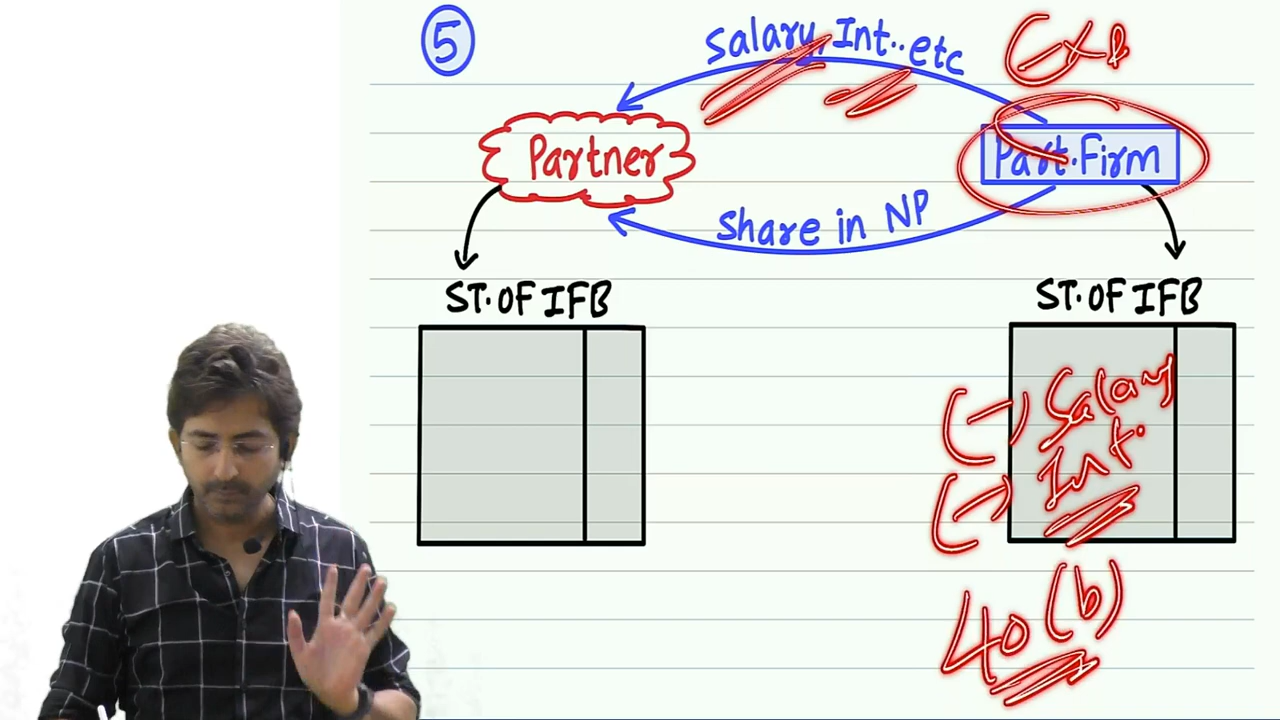 5
Salary, Int..etc
Exp
Partner
Part.Firm
Share in NP
ST. OF IFB
ST. OF IFB
(-) Salary
(-) Int.
40(b)